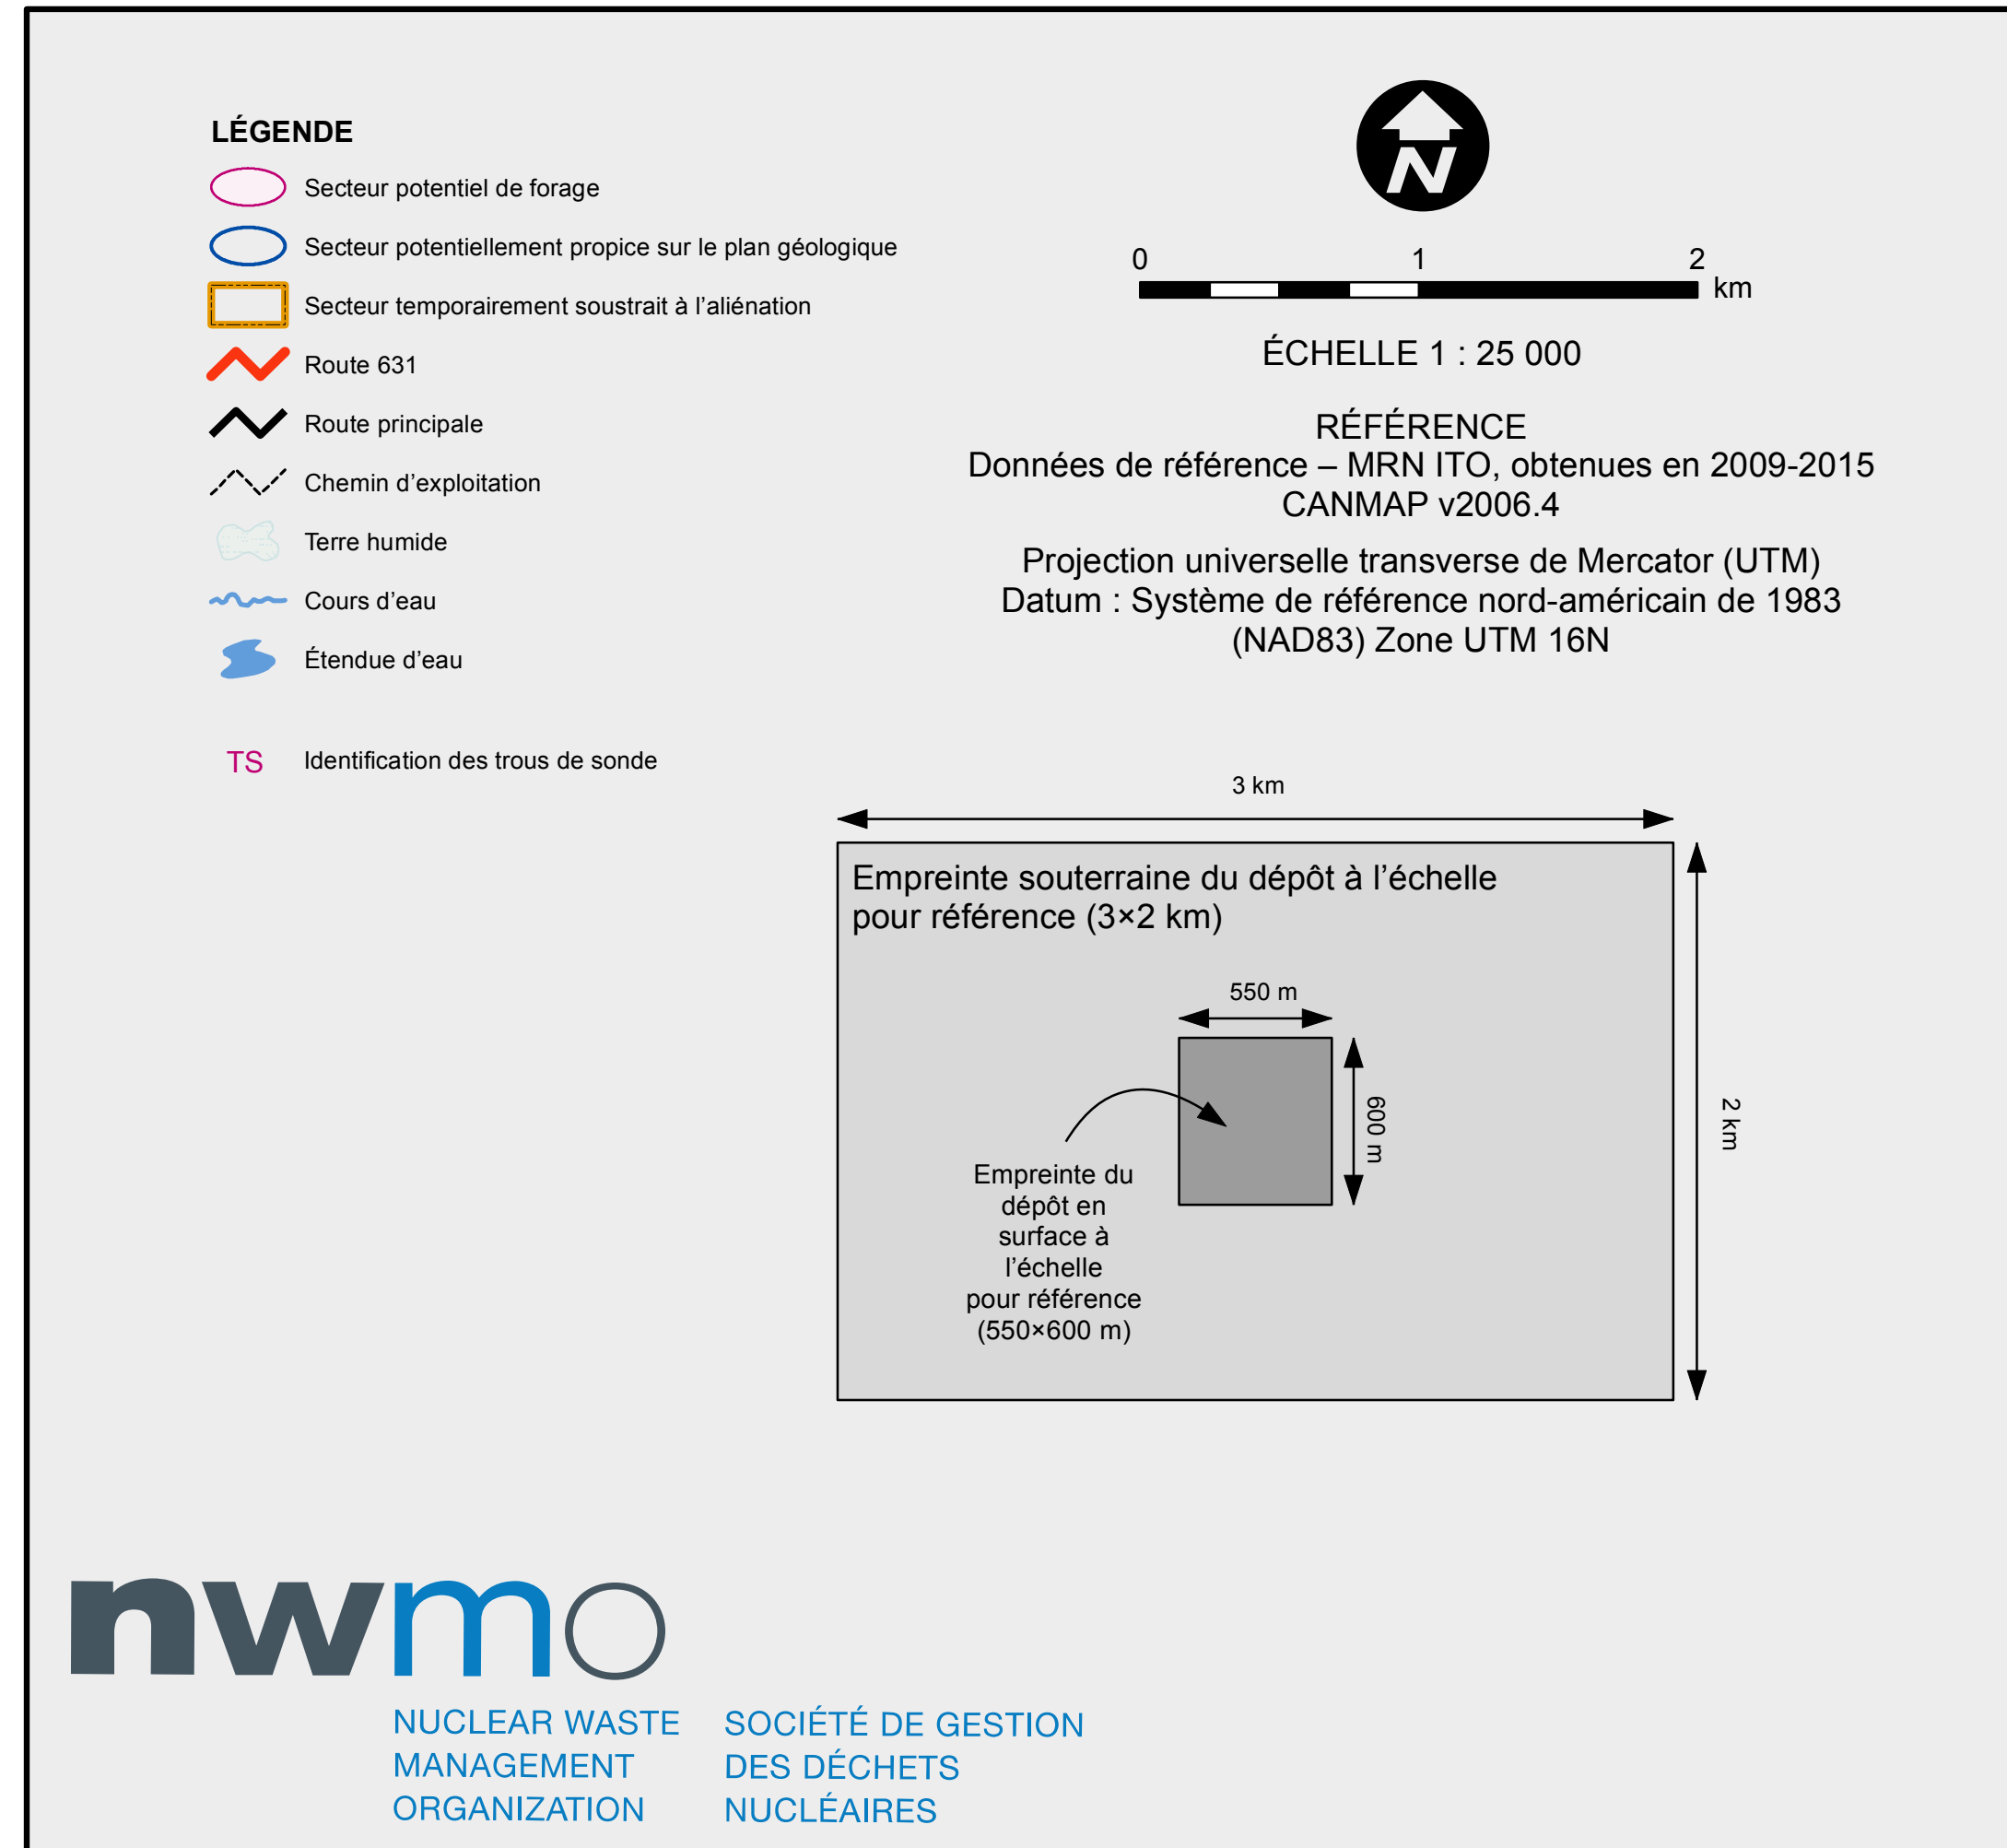 LÉGENDE
Secteur potentiel de forage
Secteur potentiellement propice sur le plan géologique
Secteur temporairement soustrait à l’aliénation
Route 631
Route principale
Chemin d’exploitation
Terre humide
Cours d’eau
Étendue d’eau
TS Identification des trous de sonde
N
0 1 2
km
ÉCHELLE 1 : 25 000
RÉFÉRENCE
Données de référence – MRN ITO, obtenues en 2009-2015
CANMAP v2006.4
Projection universelle transverse de Mercator (UTM)
Datum : Système de référence nord-américain de 1983
(NAD83) Zone UTM 16N
3 km
Empreinte souterraine du dépôt à l’échelle
pour référence (3×2 km)
550 m
600 m
2 km
Empreinte du
dépôt en
surface à
l’échelle
pour référence
(550×600 m)
nwmo
NUCLEAR WASTE
MANAGEMENT
ORGANIZATION
SOCIÉTÉ DE GESTION
DES DÉCHETS
NUCLÉAIRES